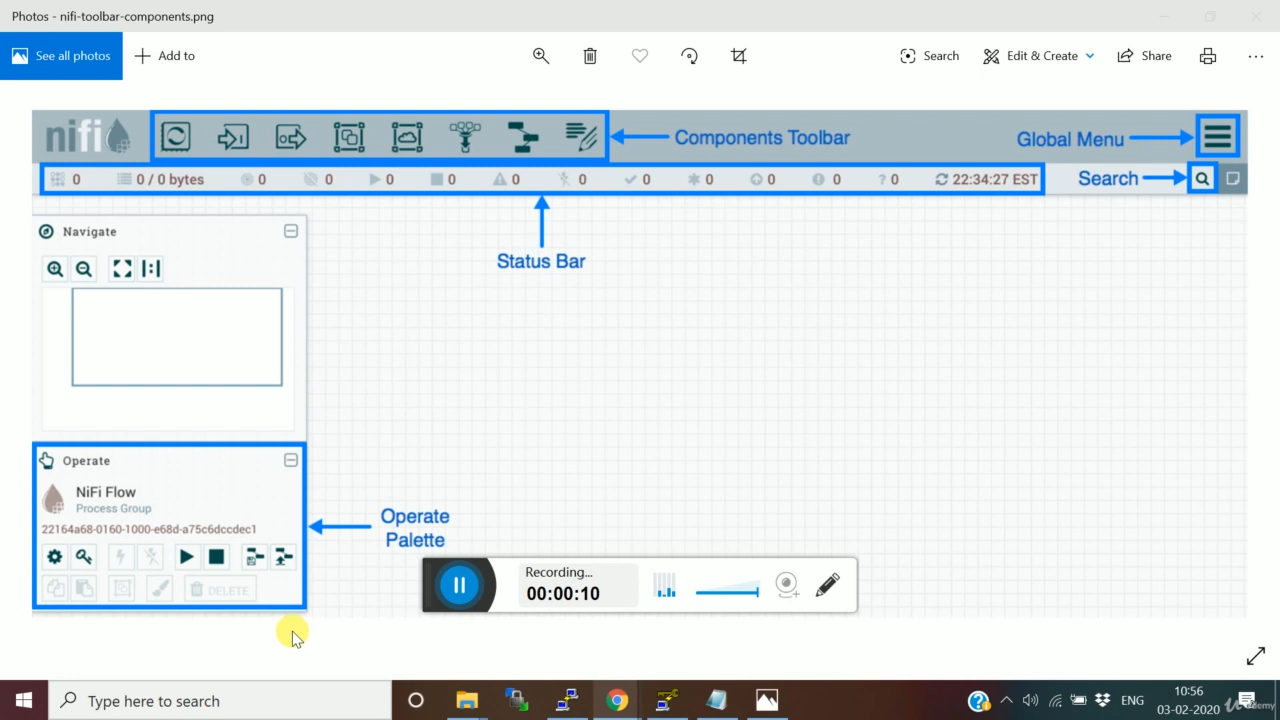 Photos - nifi-toolbar-components.png
See all photos
Add to
Search
Edit & Create
Share
nifi
Components Toolbar
Global Menu
0
0 / 0 bytes
0
0
0
0
0
0
0
0
0
0
? 0
22:34:27 EST
Search
Status Bar
Navigate
Operate
NiFi Flow
Process Group
22164a68-0160-1000-e68d-a75c6dccdec1
DELETE
Operate
Palette
Recording...
00:00:10
Type here to search
ENG
10:56
03-02-2020
Udemy